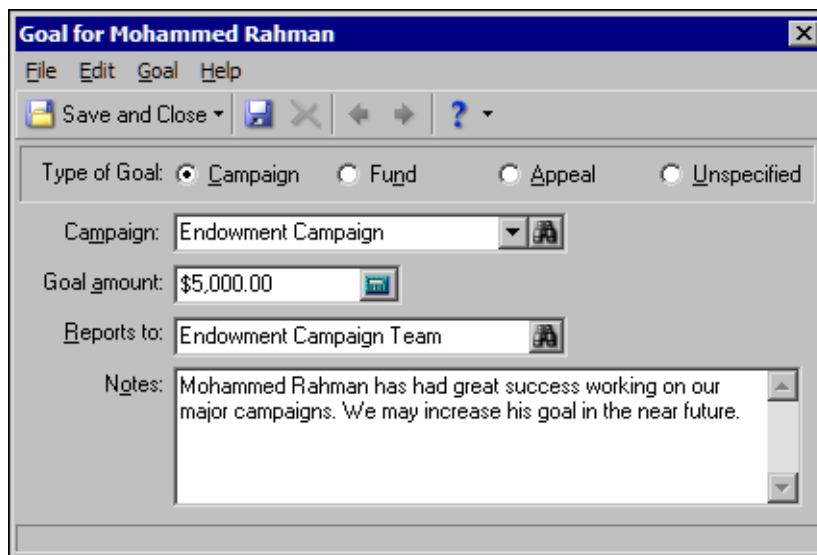 Goal for Mohammed Rahman
File Edit Goal Help
Save and Close ?
Type of Goal: Campaign Fund Appeal Unspecified
Campaign: Endowment Campaign
Goal amount: $5,000.00
Reports to: Endowment Campaign Team
Notes: Mohammed Rahman has had great success working on our
major campaigns. We may increase his goal in the near future.